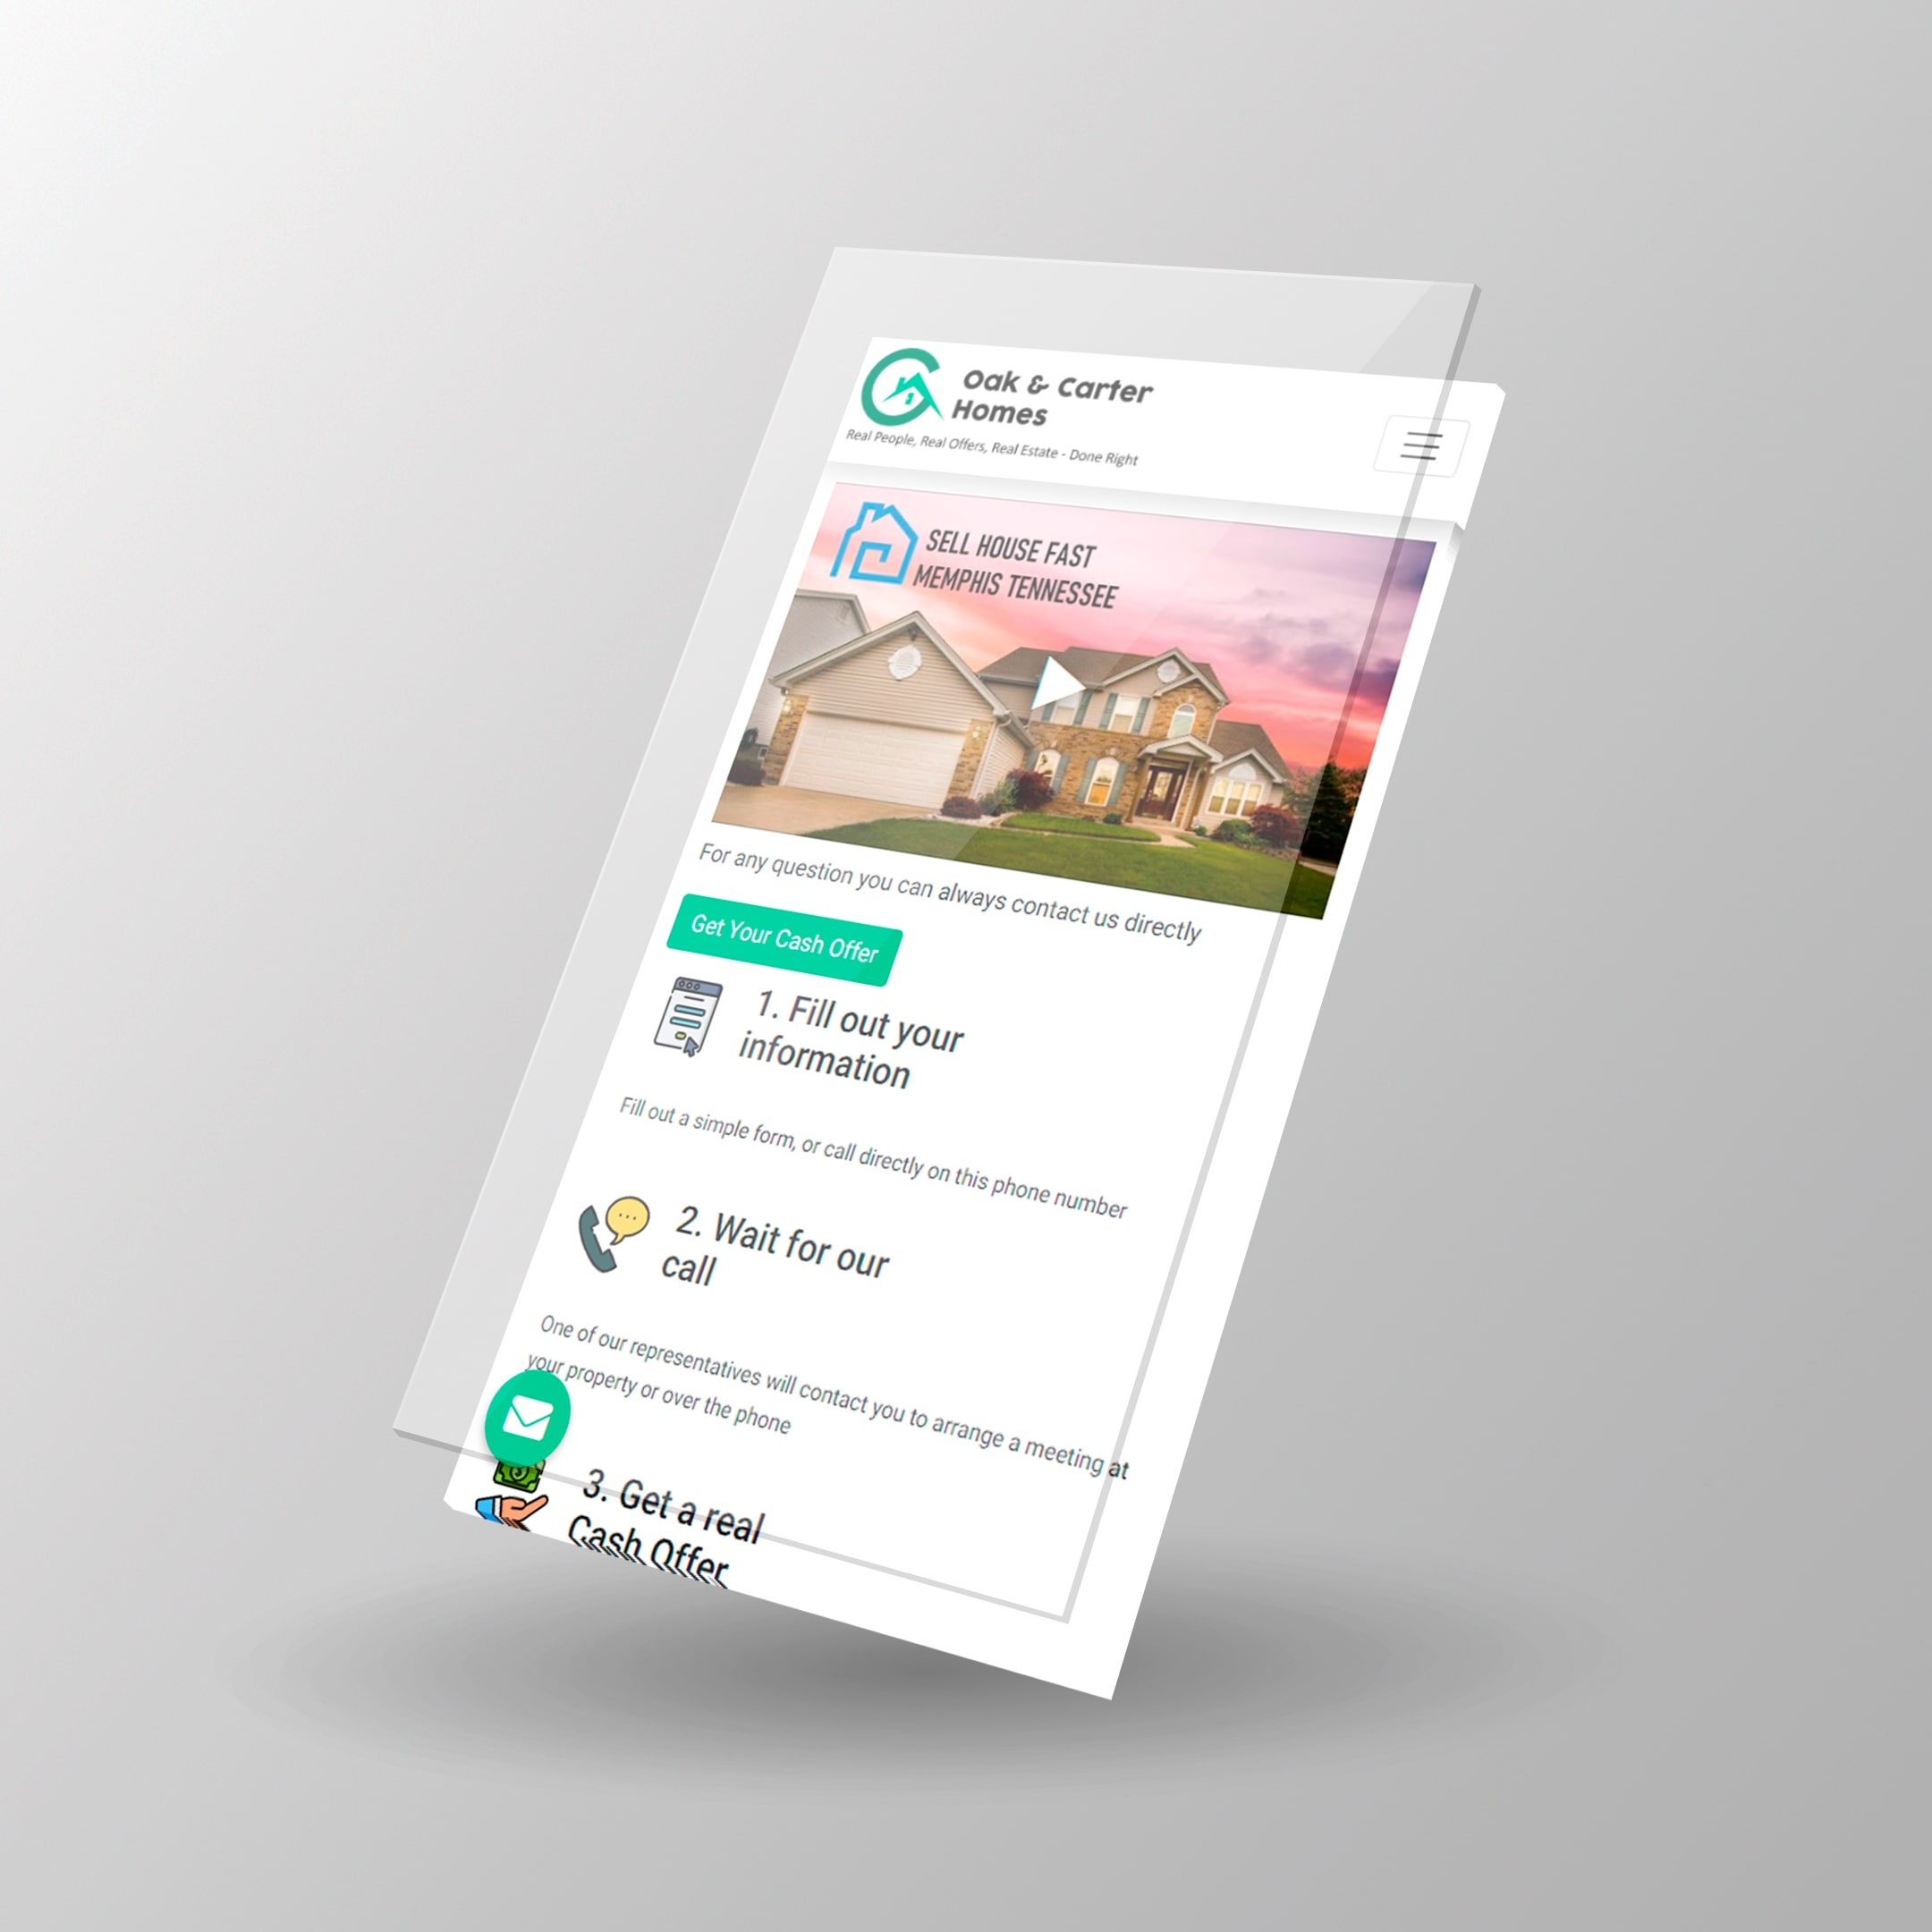 Oak & Carter
Homes
Real People, Real Offers, Real Estate - Done Right
SELL HOUSE FAST
MEMPHIS TENNESSEE
For any question you can always contact us directly
Get Your Cash Offer
1. Fill out your
information
Fill out a simple form, or call directly on this phone number
2. Wait for our
call
One of our representatives will contact you to arrange a meeting at
your property or over the phone
3. Get a real
Cash Offer